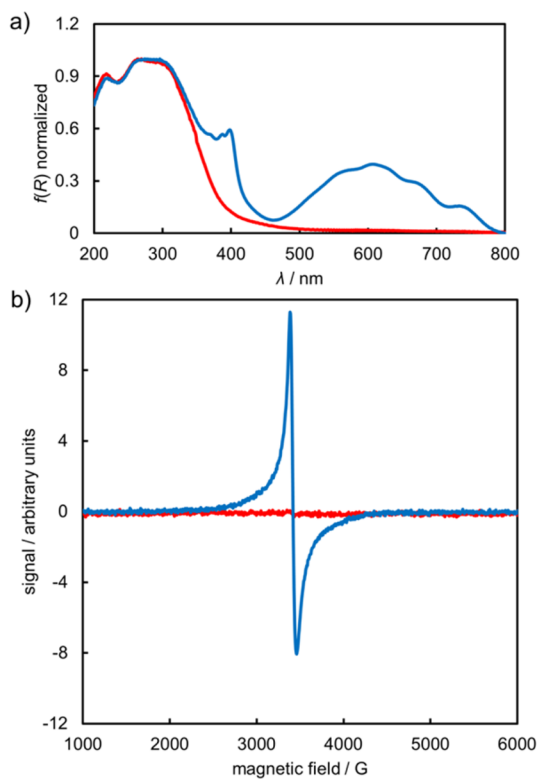 a)
1.2
0.9
0.6
0.3
0
f(R) normalized
200 300 400 500 600 700 800
λ / nm
b)
12
8
4
0
-4
-8
-12
signal / arbitrary units
1000 2000 3000 4000 5000 6000
magnetic field / G